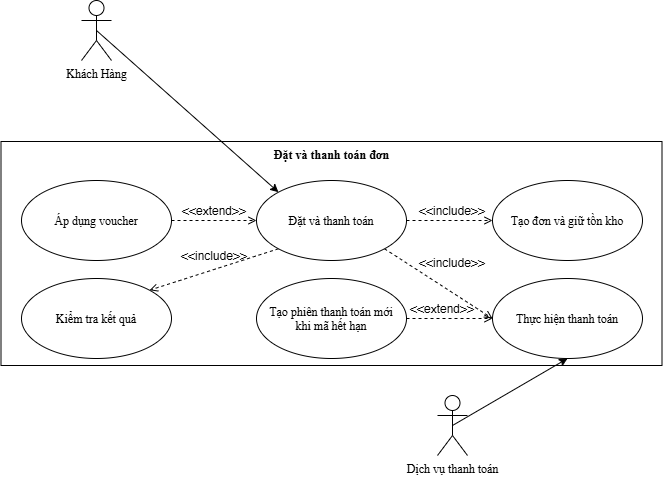 Khách Hàng
Đặt và thanh toán đơn
Ấp dụng voucher
<<extend>>
Đặt và thanh toán
<<include>>
Tạo đơn và giữ tồn kho
<<include>>
<<include>>
Kiểm tra kết quả
Tạo phiên thanh toán mới
khi mã hết hạn
<<extend>>
Thực hiện thanh toán
Dịch vụ thanh toán